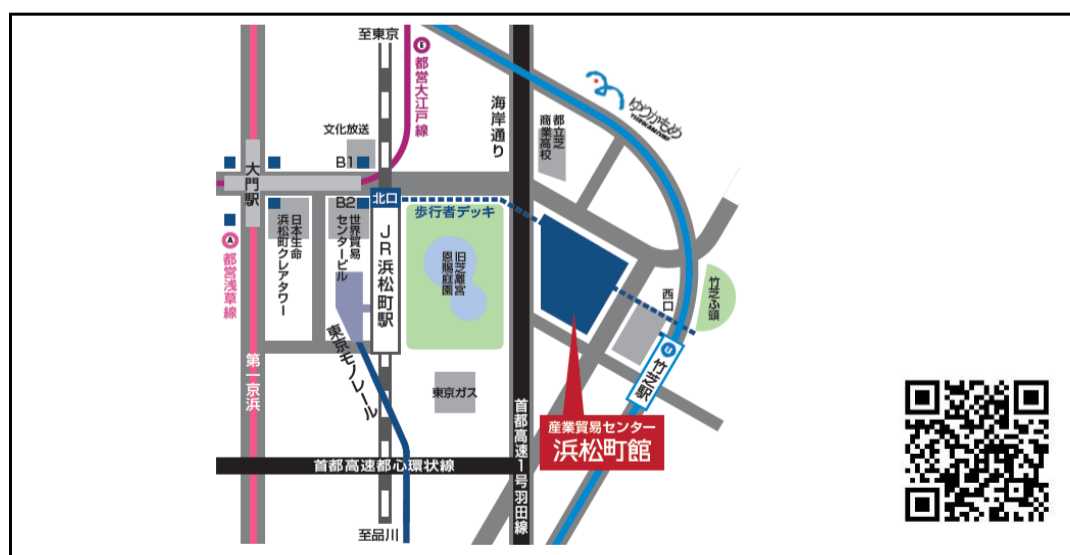 至東京
E
都営大江戸線
海岸通り
ゆりかもめ
YURIKAMOME
文化放送
都立芝
商業高校
B1
大門駅
B2
北口
歩行者デッキ
日本生命
浜松町クレアタワー
世界貿易
センタービル
JR浜松町駅
旧芝離宮
恩賜庭園
A
都営浅草線
西口
竹芝ふ頭
東京モノレール
U
竹芝駅
第一京浜
東京ガス
産業貿易センター
浜松町館
首都高速1号羽田線
首都高速都心環状線
至品川